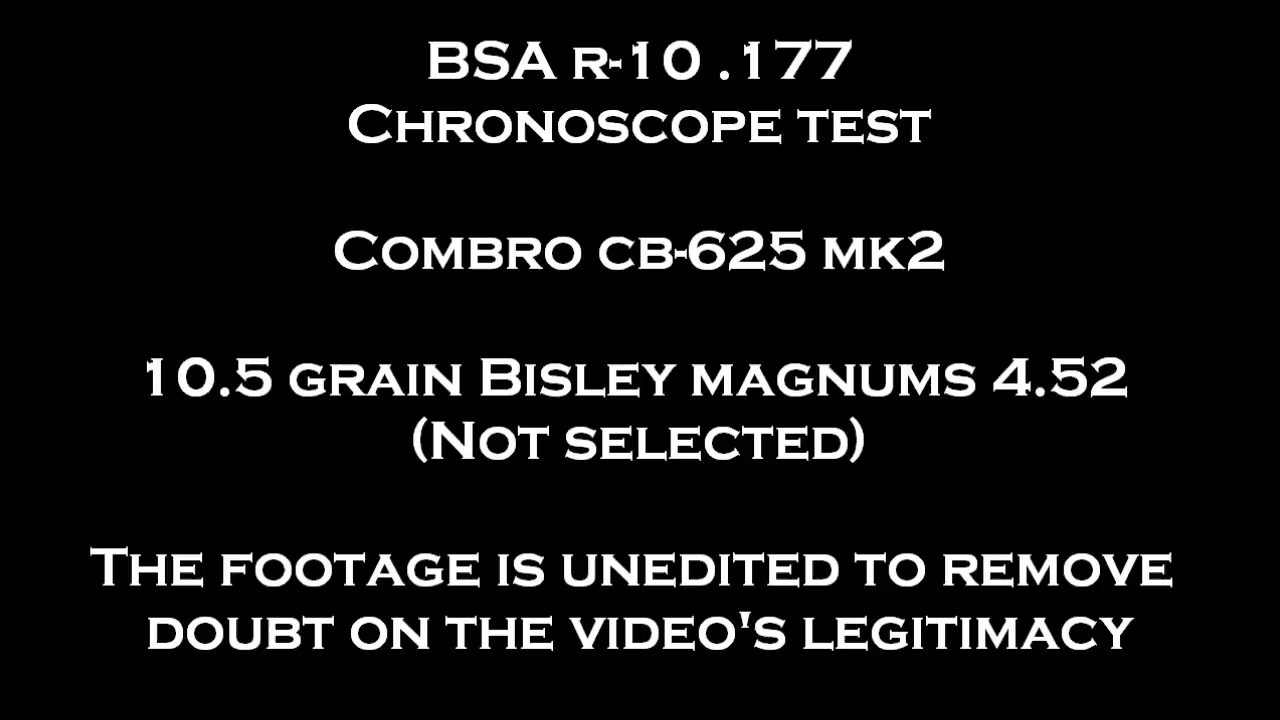 BSA R-10 .177
Chronoscope test
Combro cb-625 mk2
10.5 grain Bisley magnums 4.52
(Not selected)
The footage is unedited to remove
doubt on the video's legitimacy